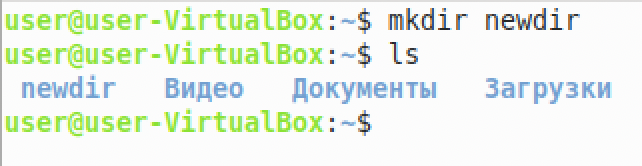 user@user-VirtualBox:~$ mkdir newdir
user@user-VirtualBox:~$ ls
newdir Видео Документы Загрузки
user@user-VirtualBox:~$